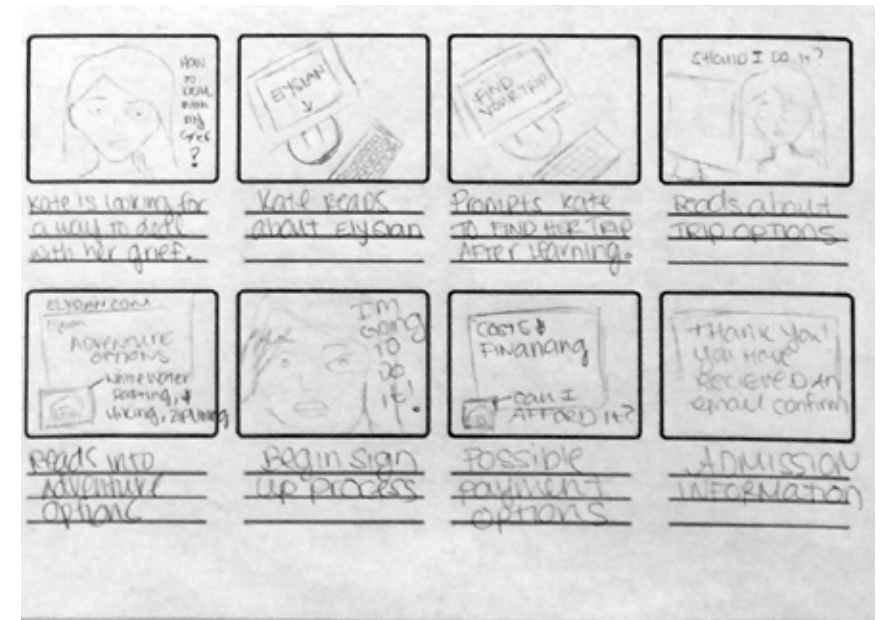 HOW
TO
DEAL
WITH
My
Grief
?
Kate is looking for
a way to deal
with her grief.
ELYSIAN
Kate reads
about Elysian
FIND
YOUR TRIP
Prompts Kate
TO FIND HER TRIP
AFTER Learning.
SHOULD I DO IT?
Reads about
TRIP OPTIONS
ELYSIAN.COM
ADVENTURE
OPTIONS
White Water
Rafting, &
Hiking, ziplining
Reads into
Adventure
Options
I'M
GOING
TO
DO
it!
Begin sign
up process
COSTS &
FINANCING
Can I
AFFORD It?
Possible
payment
options
THank you!
you Have
RECIEVED AN
email confirm
ADMISSION
INFORMATION